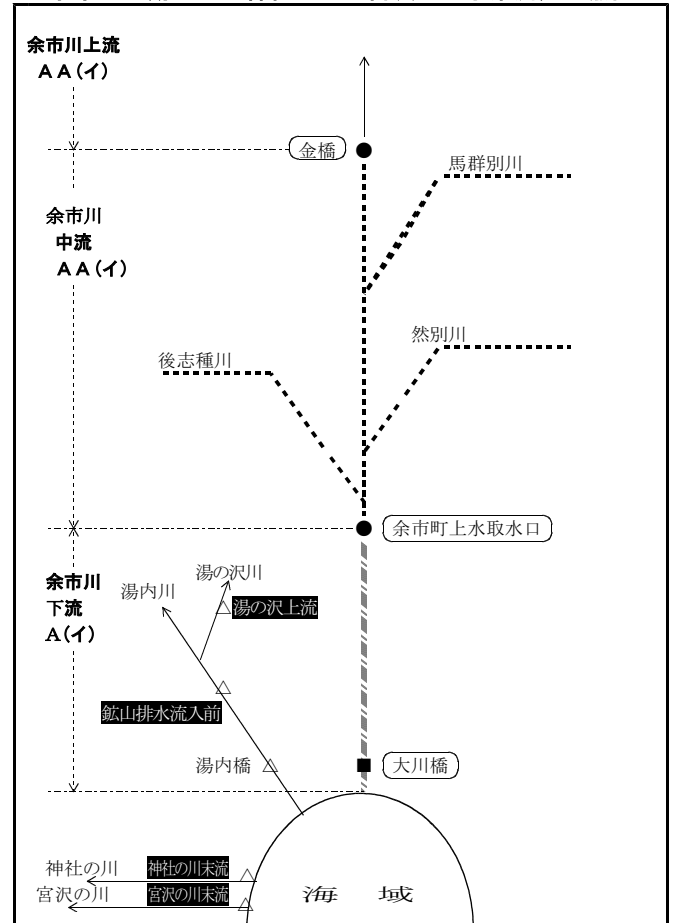 余市川上流
AA(イ)
金橋
馬群別川
余市川
中流
AA(イ)
然別川
後志種川
余市町上水取水口
湯の沢川
余市川
湯内川
下流
湯の沢上流
A(イ)
鉱山排水流入前
湯内橋
大川橋
神社の川
神社の川末流
宮沢の川
宮沢の川末流
海 域